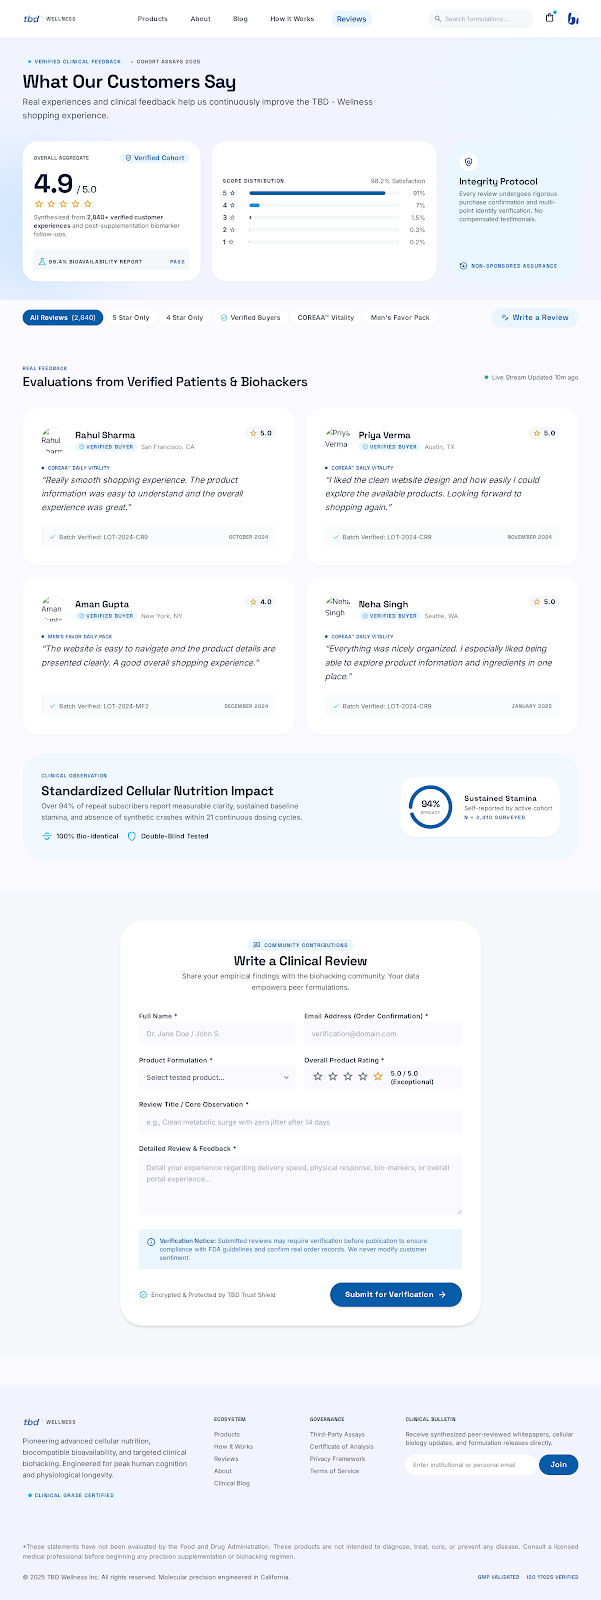 tbd WELLNESS
Products
About
Blog
How It Works
Reviews
Search formulations...
VERIFIED CLINICAL FEEDBACK
• COHORT ASSAYS 2025
What Our Customers Say
Real experiences and clinical feedback help us continuously improve the TBD - Wellness
shopping experience.
OVERALL AGGREGATE
Verified Cohort
4.9 / 5.0
Synthesized from 2,840+ verified customer
experiences and post-supplementation biomarker
follow-ups.
99.4% BIOAVAILABILITY REPORT
PASS
SCORE DISTRIBUTION
98.2% Satisfaction
5 91%
4 7%
3 1.5%
2 0.3%
1 0.2%
Integrity Protocol
Every review undergoes rigorous
purchase confirmation and multi-
point identity verification. No
compensated testimonials.
NON-SPONSORED ASSURANCE
All Reviews (2,840)
5 Star Only
4 Star Only
Verified Buyers
COREAA™ Vitality
Men's Favor Pack
Write a Review
REAL FEEDBACK
Evaluations from Verified Patients & Biohackers
Live Stream Updated 10m ago
Rahul
Sharma
Rahul Sharma
VERIFIED BUYER
San Francisco, CA
5.0
COREAA™ DAILY VITALITY
"Really smooth shopping experience. The product
information was easy to understand and the overall
experience was great."
Batch Verified: LOT-2024-CR9
OCTOBER 2024
Priya
Verma
Priya Verma
VERIFIED BUYER
Austin, TX
5.0
COREAA™ DAILY VITALITY
"I liked the clean website design and how easily I could
explore the available products. Looking forward to
shopping again."
Batch Verified: LOT-2024-CR9
NOVEMBER 2024
Aman
Gupta
Aman Gupta
VERIFIED BUYER
New York, NY
4.0
MEN'S FAVOR DAILY PACK
"The website is easy to navigate and the product details are
presented clearly. A good overall shopping experience."
Batch Verified: LOT-2024-MF2
DECEMBER 2024
Neha
Singh
Neha Singh
VERIFIED BUYER
Seattle, WA
5.0
COREAA™ DAILY VITALITY
"Everything was nicely organized. I especially liked being
able to explore product information and ingredients in one
place."
Batch Verified: LOT-2024-CR9
JANUARY 2025
CLINICAL OBSERVATION
Standardized Cellular Nutrition Impact
Over 94% of repeat subscribers report measurable clarity, sustained baseline
stamina, and absence of synthetic crashes within 21 continuous dosing cycles.
100% Bio-identical
Double-Blind Tested
94%
EFFICACY
Sustained Stamina
Self-reported by active cohort
N = 2,410 SURVEYED
COMMUNITY CONTRIBUTIONS
Write a Clinical Review
Share your empirical findings with the biohacking community. Your data
empowers peer formulations.
Full Name *
Email Address (Order Confirmation) *
Dr. Jane Doe / John S.
verification@domain.com
Product Formulation *
Overall Product Rating *
Select tested product...
5.0 / 5.0
(Exceptional)
Review Title / Core Observation *
e.g., Clean metabolic surge with zero jitter after 14 days
Detailed Review & Feedback *
Detail your experience regarding delivery speed, physical response, bio-markers, or overall
portal experience...
Verification Notice: Submitted reviews may require verification before publication to ensure
compliance with FDA guidelines and confirm real order records. We never modify customer
sentiment.
Encrypted & Protected by TBD Trust Shield
Submit for Verification
tbd WELLNESS
Pioneering advanced cellular nutrition,
biocompatible bioavailability, and targeted clinical
biohacking. Engineered for peak human cognition
and physiological longevity.
CLINICAL GRADE CERTIFIED
ECOSYSTEM
Products
How It Works
Reviews
About
Clinical Blog
GOVERNANCE
Third-Party Assays
Certificate of Analysis
Privacy Framework
Terms of Service
CLINICAL BULLETIN
Receive synthesized peer-reviewed whitepapers, cellular
biology updates, and formulation releases directly.
Enter institutional or personal email
Join
*These statements have not been evaluated by the Food and Drug Administration. These products are not intended to diagnose, treat, cure, or prevent any disease. Consult a licensed
medical professional before beginning any precision supplementation or biohacking regimen.
© 2025 TBD Wellness Inc. All rights reserved. Molecular precision engineered in California.
GMP VALIDATED
ISO 17025 VERIFIED